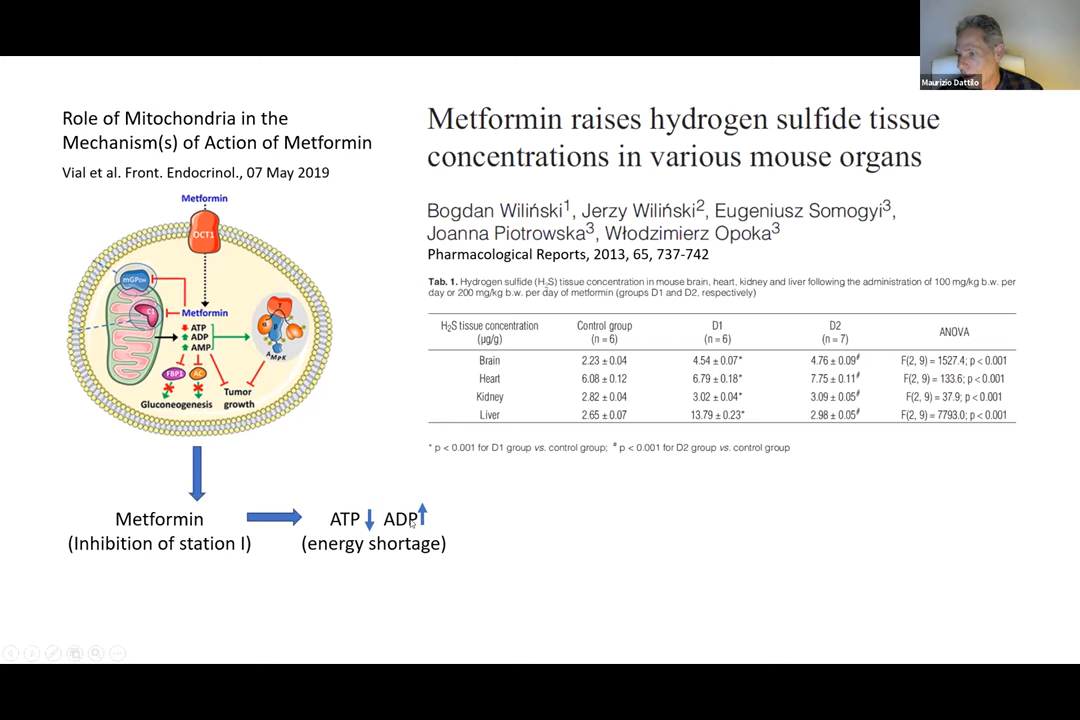 Maurizio Dattilo
Role of Mitochondria in the
Mechanism(s) of Action of Metformin
Vial et al. Front. Endocrinol., 07 May 2019
Metformin
OCT1
mGPDH
C1
Metformin
ATP
ADP
AMP
α
β
γ
AMPK
FBP1 AC
Gluconeogenesis
Tumor
growth
Metformin
(Inhibition of station I)
ATP ADP
(energy shortage)
Metformin raises hydrogen sulfide tissue
concentrations in various mouse organs
Bogdan Wiliński1, Jerzy Wiliński2, Eugeniusz Somogyi3,
Joanna Piotrowska3, Włodzimierz Opoka3
Pharmacological Reports, 2013, 65, 737-742
Tab. 1. Hydrogen sulfide (H2S) tissue concentration in mouse brain, heart, kidney and liver following the administration of 100 mg/kg b.w. per
day or 200 mg/kg b.w. per day of metformin (groups D1 and D2, respectively)
H2S tissue concentration (µg/g) Control group (n = 6) D1 (n = 6) D2 (n = 7) ANOVA
Brain 2.23 ± 0.04 4.54 ± 0.07* 4.76 ± 0.09# F(2, 9) = 1527.4; p < 0.001
Heart 6.08 ± 0.12 6.79 ± 0.18* 7.75 ± 0.11# F(2, 9) = 133.6; p < 0.001
Kidney 2.82 ± 0.04 3.02 ± 0.04* 3.09 ± 0.05# F(2, 9) = 37.9; p < 0.001
Liver 2.65 ± 0.07 13.79 ± 0.23* 2.98 ± 0.05# F(2, 9) = 7793.0; p < 0.001
* p < 0.001 for D1 group vs. control group; # p < 0.001 for D2 group vs. control group